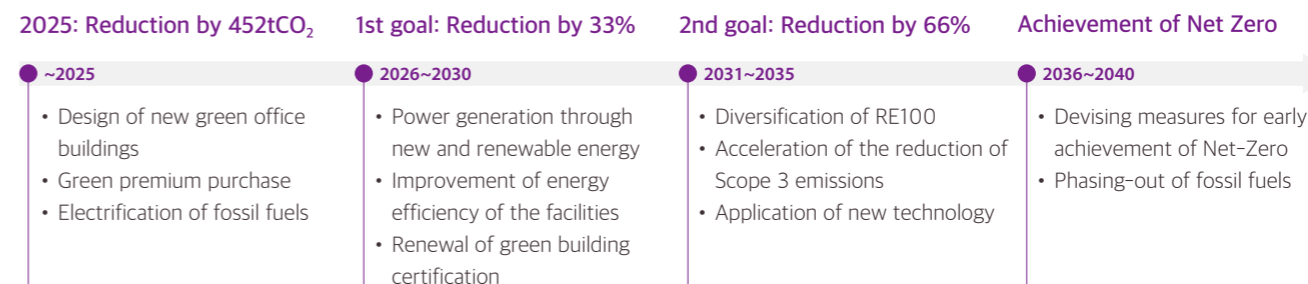 2025: Reduction by 452tCO₂
~2025
• Design of new green office
buildings
• Green premium purchase
• Electrification of fossil fuels
1st goal: Reduction by 33%
2026~2030
• Power generation through
new and renewable energy
• Improvement of energy
efficiency of the facilities
• Renewal of green building
certification
2nd goal: Reduction by 66%
2031~2035
• Diversification of RE100
• Acceleration of the reduction of
Scope 3 emissions
• Application of new technology
Achievement of Net Zero
2036~2040
• Devising measures for early
achievement of Net-Zero
• Phasing-out of fossil fuels